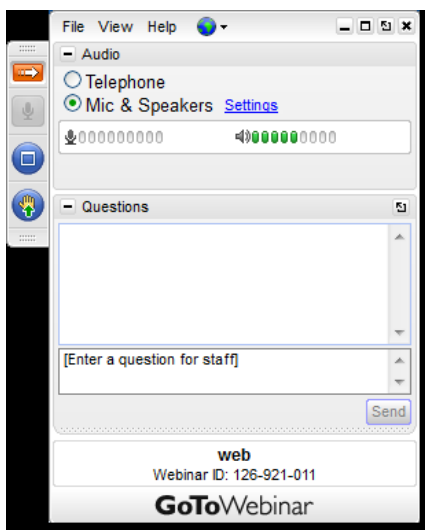 File View Help
Audio
Telephone
Mic & Speakers Settings
Questions
[Enter a question for staff]
Send
web
Webinar ID: 126-921-011
GoToWebinar